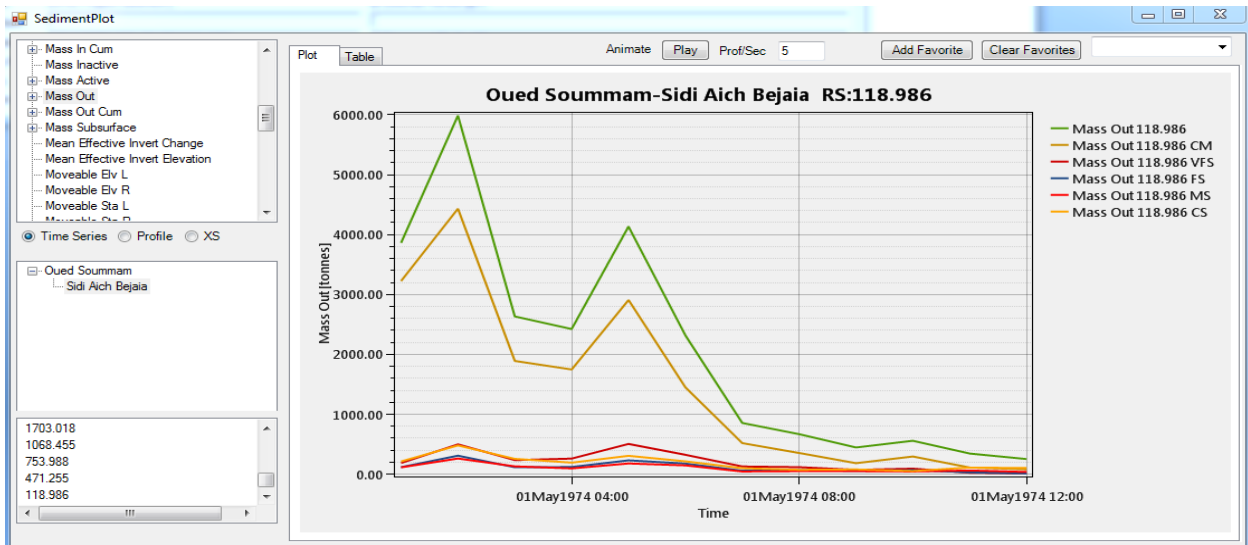 SedimentPlot
Mass In Cum
Mass Inactive
Mass Active
Mass Out
Mass Out Cum
Mass Subsurface
Mean Effective Invert Change
Mean Effective Invert Elevation
Moveable Elv L
Moveable Elv R
Moveable Sta L
Time Series Profile XS
Oued Soummam
Sidi Aich Bejaia
1703.018
1068.455
753.988
471.255
118.986
Plot Table
Animate Play Prof/Sec 5 Add Favorite Clear Favorites
Oued Soummam-Sidi Aich Bejaia RS:118.986
Mass Out [tonnes]
6000.00
5000.00
4000.00
3000.00
2000.00
1000.00
0.00
01May1974 04:00 01May1974 08:00 01May1974 12:00
Time
Mass Out 118.986
Mass Out 118.986 CM
Mass Out 118.986 VFS
Mass Out 118.986 FS
Mass Out 118.986 MS
Mass Out 118.986 CS